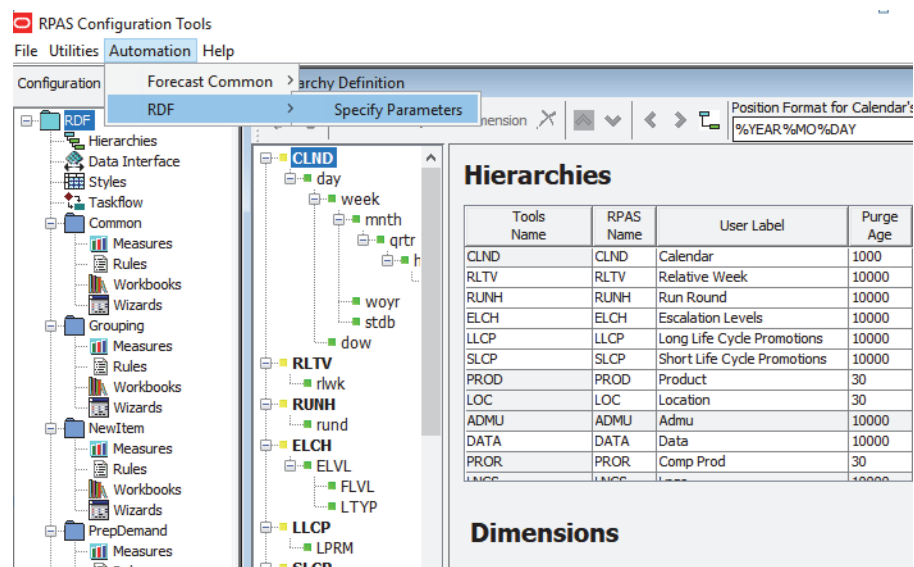 RPAS Configuration Tools
File Utilities Automation Help
Configuration
Forecast Common
RDF
Specify Parameters
archy Definition
mension
Position Format for Calendar's
%YEAR%MO%DAY
RDF
Hierarchies
Data Interface
Styles
Taskflow
Common
Measures
Rules
Workbooks
Wizards
Grouping
Measures
Rules
Workbooks
Wizards
NewItem
Measures
Rules
Workbooks
Wizards
PrepDemand
Measures
CLND
day
week
mnth
qrtr
h
woyr
stdb
dow
RLTV
rlwk
RUNH
rund
ELCH
ELVL
FLVL
LTYP
LLCP
LPRM
SLCP
Hierarchies
Tools Name RPAS Name User Label Purge Age
CLND CLND Calendar 1000
RLTV RLTV Relative Week 10000
RUNH RUNH Run Round 10000
ELCH ELCH Escalation Levels 10000
LLCP LLCP Long Life Cycle Promotions 10000
SLCP SLCP Short Life Cycle Promotions 10000
PROD PROD Product 30
LOC LOC Location 30
ADMU ADMU Admu 10000
DATA DATA Data 10000
PROR PROR Comp Prod 30
Dimensions